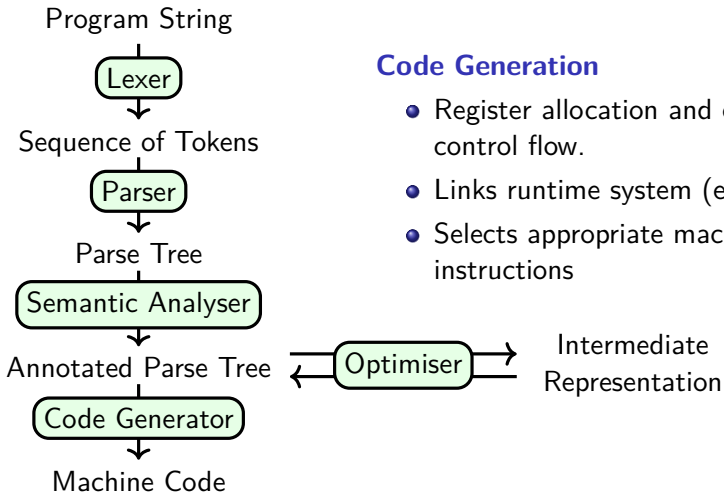 Program String
Lexer
Sequence of Tokens
Parser
Parse Tree
Semantic Analyser
Annotated Parse Tree
Code Generator
Machine Code
Optimiser
Intermediate
Representation
Code Generation
Register allocation and
control flow.
Links runtime system
Selects appropriate
instructions